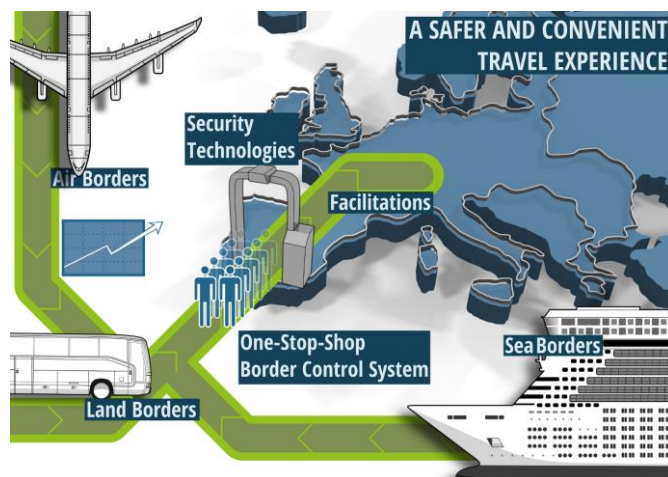 A SAFER AND CONVENIENT
TRAVEL EXPERIENCE
Security
Technologies
Air Borders
Facilitations
One-Stop-Shop
Border Control System
Sea Borders
Land Borders